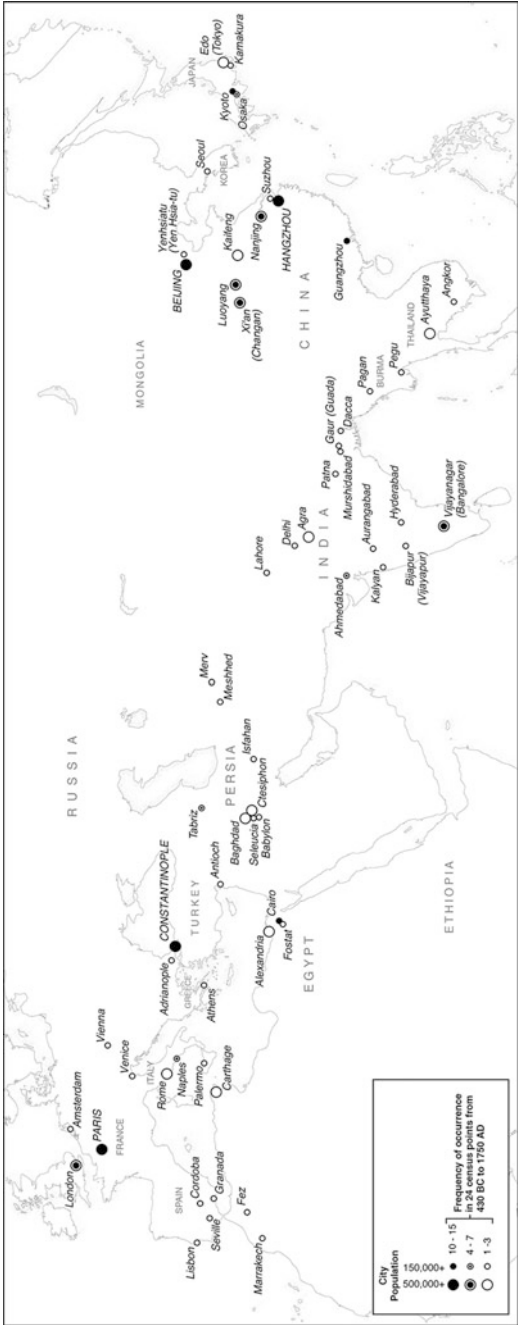 London
Amsterdam
PARIS
FRANCE
Vienna
Venice
ITALY
Rome
Naples
Palermo
Carthage
SPAIN
Lisbon
Cordoba
Seville
Granada
Fez
Marrakech
RUSSIA
CONSTANTINOPLE
Adrianople
GREECE
Athens
TURKEY
Antioch
Alexandria
Cairo
Fostat
EGYPT
ETHIOPIA
Tabriz
PERSIA
Baghdad
Seleucia
Babylon
Ctesiphon
Isfahan
Merv
Meshhed
Lahore
Delhi
Agra
INDIA
Ahmedabad
Kalyan
Aurangabad
Bijapur
(Vijayapur)
Hyderabad
Vijayanagar
(Bangalore)
Patna
Murshidabad
Gaur (Guada)
Dacca
MONGOLIA
Yenhsiatu
(Yen Hsia-tu)
BEIJING
Luoyang
Xi'an
(Changan)
Kaifeng
Nanjing
Suzhou
HANGZHOU
CHINA
Guangzhou
Pagan
BURMA
Pegu
THAILAND
Ayutthaya
Angkor
Seoul
KOREA
JAPAN
Edo
(Tokyo)
Kamakura
Kyoto
Osaka
City
Population
150,000+
500,000+
10 - 15
4 - 7
1 - 3
Frequency of occurrence
in 24 census points from
430 BC to 1750 AD